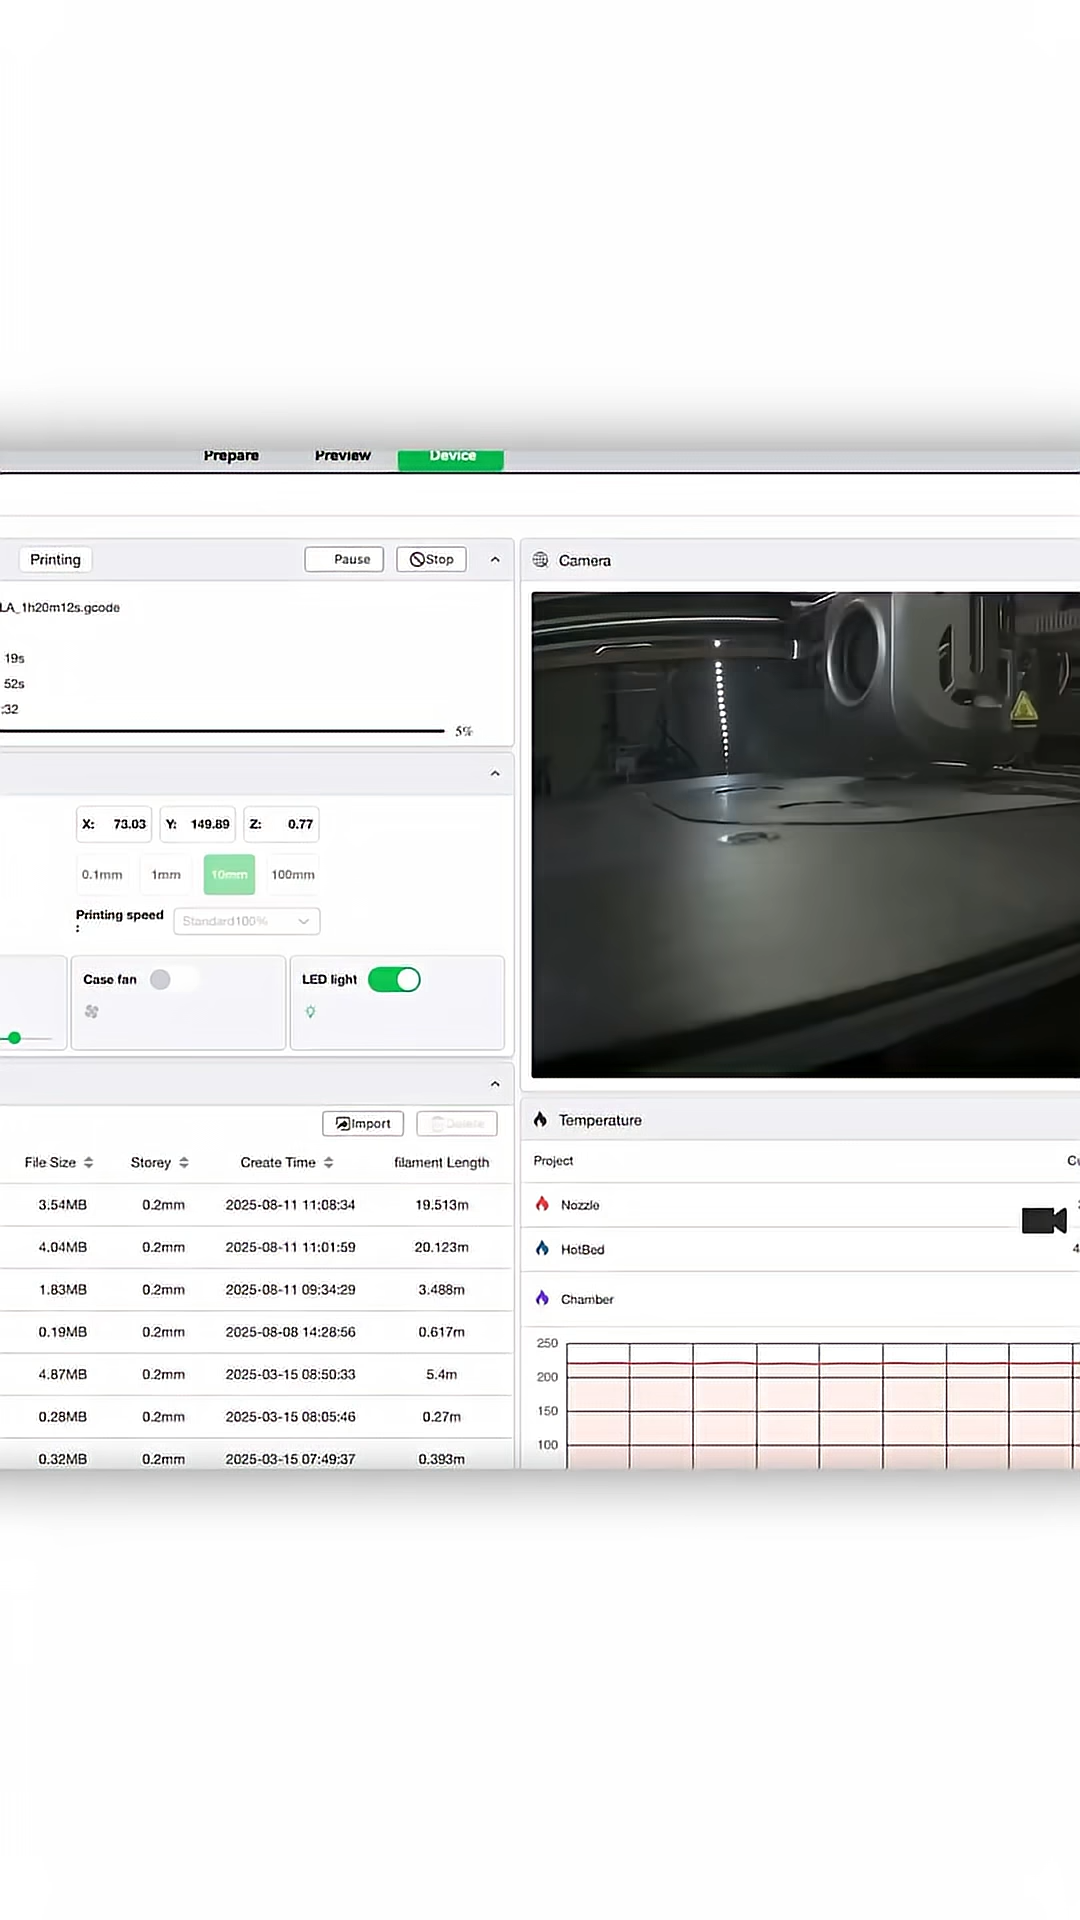 Prepare Preview Device
Printing Pause Stop
LA_1h20m12s.gcode
19s
52s
:32
5%
X: 73.03 Y: 149.89 Z: 0.77
0.1mm 1mm 10mm 100mm
Printing speed : Standard100%
Case fan
LED light
Import Delete
File Size Storey Create Time filament Length
3.54MB 0.2mm 2025-08-11 11:08:34 19.513m
4.04MB 0.2mm 2025-08-11 11:01:59 20.123m
1.83MB 0.2mm 2025-08-11 09:34:29 3.488m
0.19MB 0.2mm 2025-08-08 14:28:56 0.617m
4.87MB 0.2mm 2025-03-15 08:50:33 5.4m
0.28MB 0.2mm 2025-03-15 08:05:46 0.27m
0.32MB 0.2mm 2025-03-15 07:49:37 0.393m
Camera
Temperature
Project Cu
Nozzle
HotBed 4
Chamber
250
200
150
100